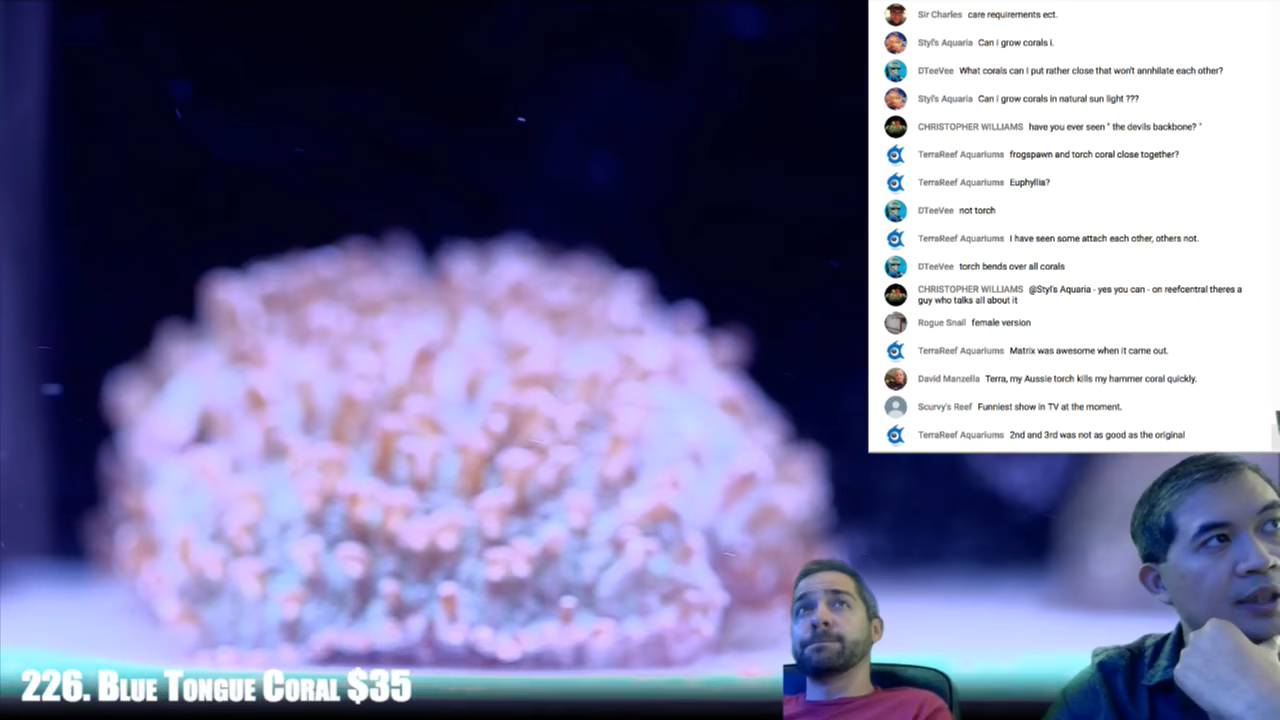 Sir Charles care requirements ect.
Styl's Aquaria Can i grow corals i.
DTeeVee What corals can I put rather close that won't annhilate each other?
Styl's Aquaria Can i grow corals in natural sun light ???
CHRISTOPHER WILLIAMS have you ever seen " the devils backbone? "
TerraReef Aquariums frogspawn and torch coral close together?
TerraReef Aquariums Euphyllia?
DTeeVee not torch
TerraReef Aquariums I have seen some attach each other, others not.
DTeeVee torch bends over all corals
CHRISTOPHER WILLIAMS @Styl's Aquaria - yes you can - on reefcentral theres a
guy who talks all about it
Rogue Snail female version
TerraReef Aquariums Matrix was awesome when it came out.
David Manzella Terra, my Aussie torch kills my hammer coral quickly.
Scurvy's Reef Funniest show in TV at the moment.
TerraReef Aquariums 2nd and 3rd was not as good as the original
226. Blue Tongue Coral $35